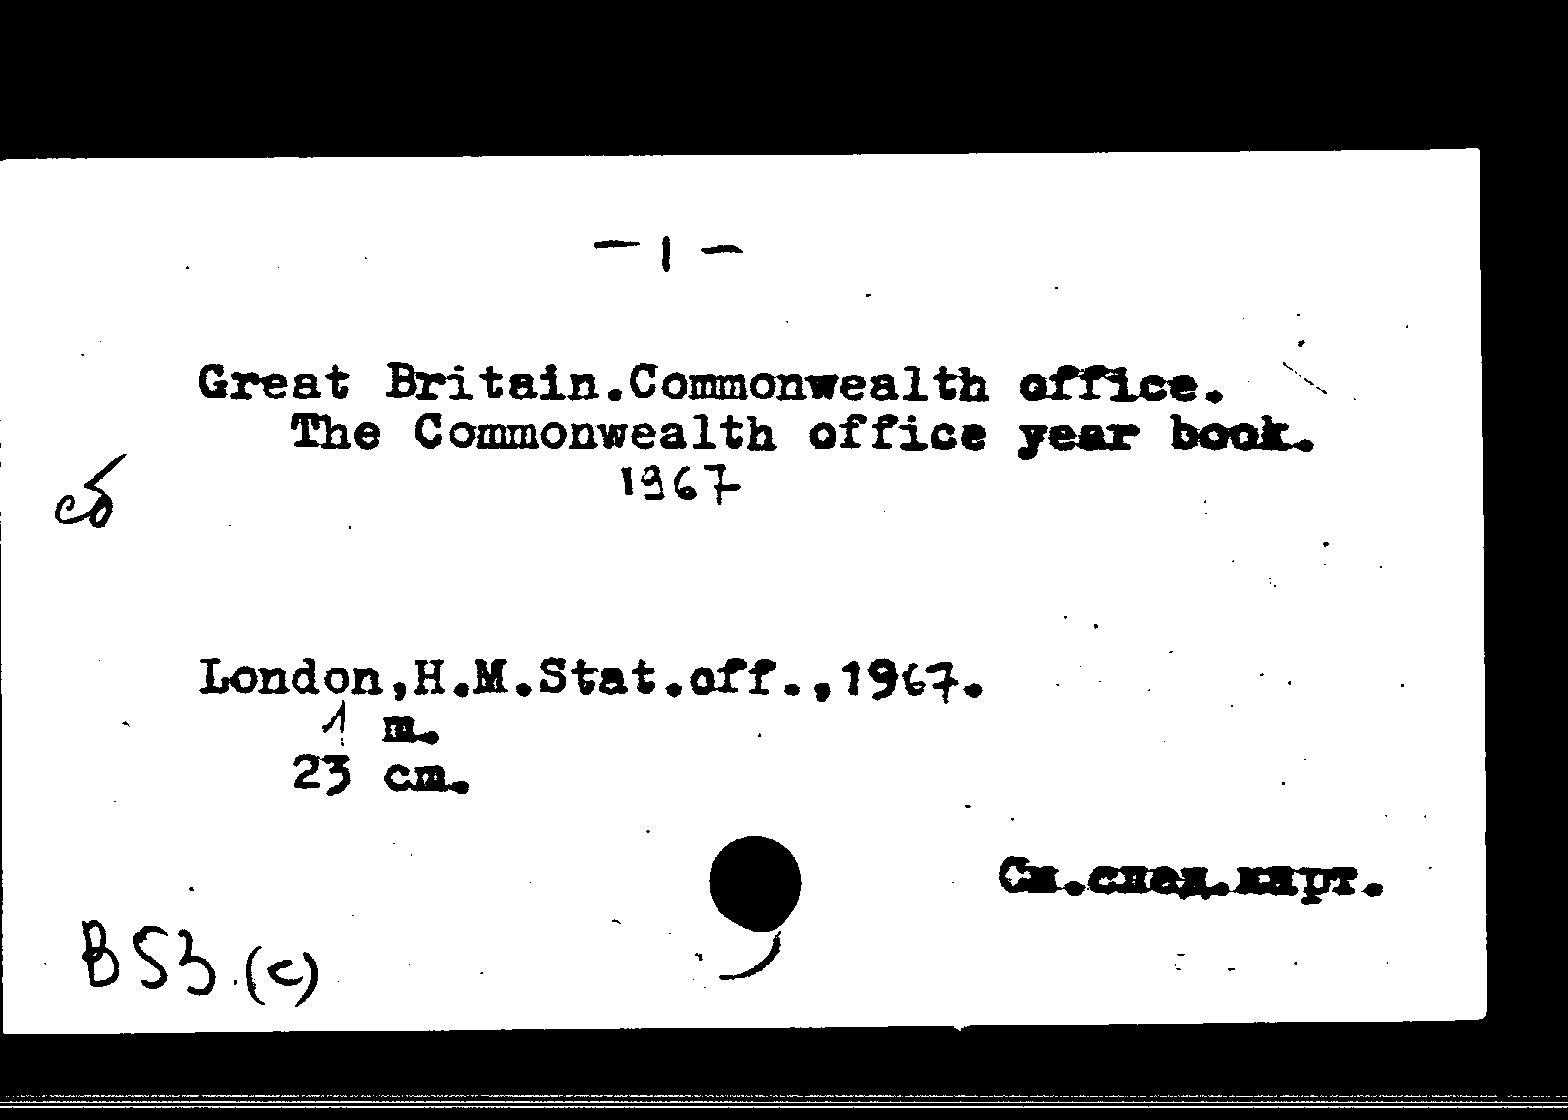 — 1 —
Great Britain.Commonwealth office.
The Commonwealth office year book.
1967
сб
London,H.M.Stat.off.,1967.
1 m.
23 cm.
См.след.карт.
B53.(c)